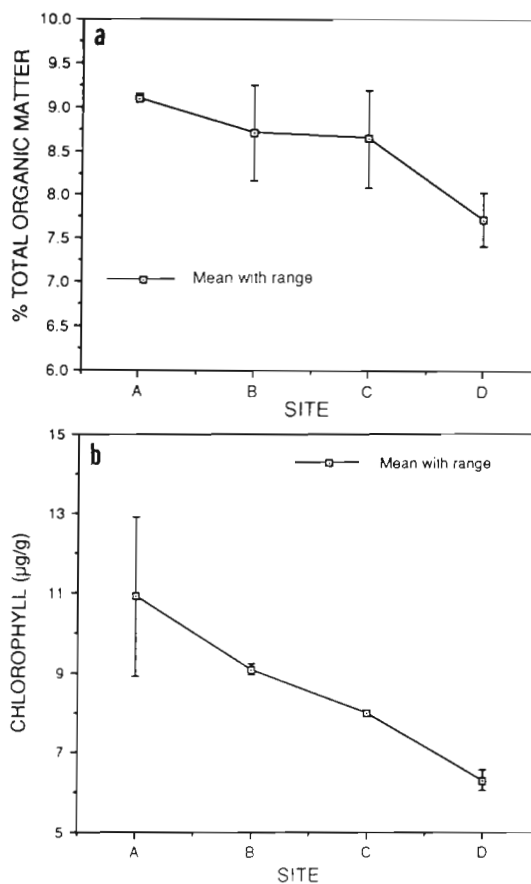 a
10.0
9.5
9.0
8.5
8.0
7.5
7.0
6.5
6.0
% TOTAL ORGANIC MATTER
Mean with range
A B C D
SITE
b
15
13
11
9
7
5
CHLOROPHYLL (µg/g)
Mean with range
A B C D
SITE